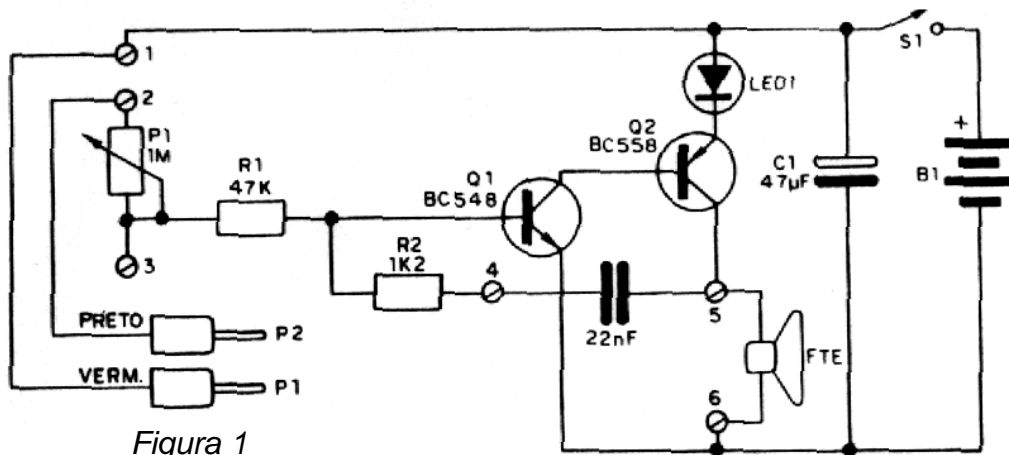 1
S1
2
LED1
P1
1M
R1
47K
Q1
BC548
Q2
BC558
C1
47µF
+
B1
3
R2
1K2
4
22nF
5
FTE
PRETO
P2
VERM.
P1
6
Figura 1